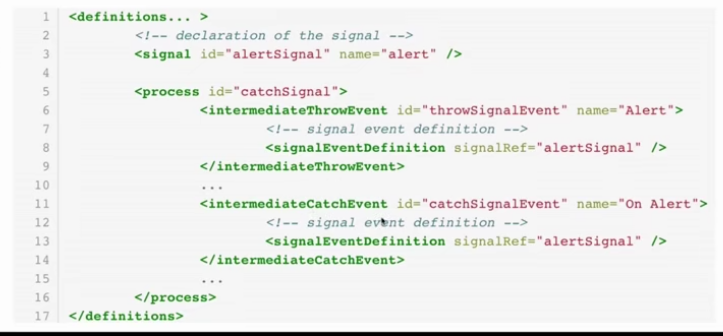 1 <definitions... >
2 <!-- declaration of the signal -->
3 <signal id="alertSignal" name="alert" />
4
5 <process id="catchSignal">
6 <intermediateThrowEvent id="throwSignalEvent" name="Alert">
7 <!-- signal event definition -->
8 <signalEventDefinition signalRef="alertSignal" />
9 </intermediateThrowEvent>
10 ...
11 <intermediateCatchEvent id="catchSignalEvent" name="On Alert">
12 <!-- signal event definition -->
13 <signalEventDefinition signalRef="alertSignal" />
14 </intermediateCatchEvent>
15 ...
16 </process>
17 </definitions>